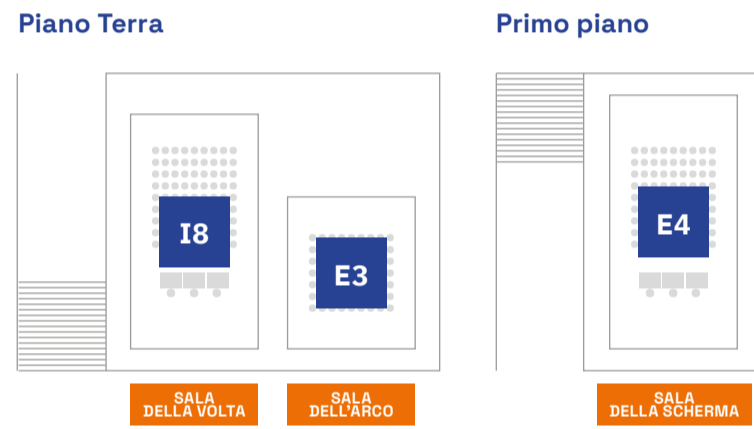 Piano Terra
Primo piano
I8
E3
E4
SALA
DELLA VOLTA
SALA
DELL'ARCO
SALA
DELLA SCHERMA